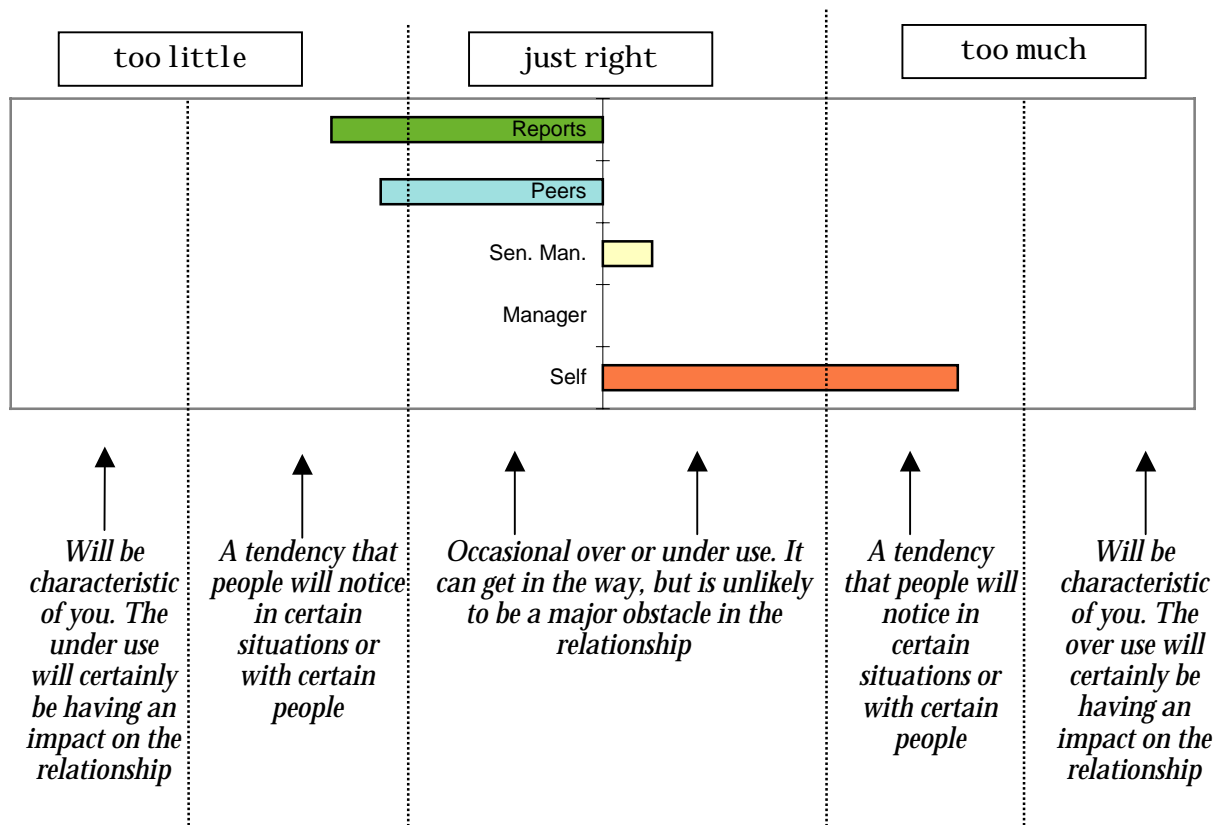 too little
just right
too much
Reports
Peers
Sen. Man.
Manager
Self
Will be
characteristic
of you. The
under use
will certainly
be having an
impact on the
relationship
A tendency that
people will notice
in certain
situations or
with certain
people
Occasional over or under use. It
can get in the way, but is unlikely
to be a major obstacle in the
relationship
A tendency
that people will
notice in
certain
situations or
with certain
people
Will be
characteristic
of you. The
over use will
certainly be
having an
impact on the
relationship